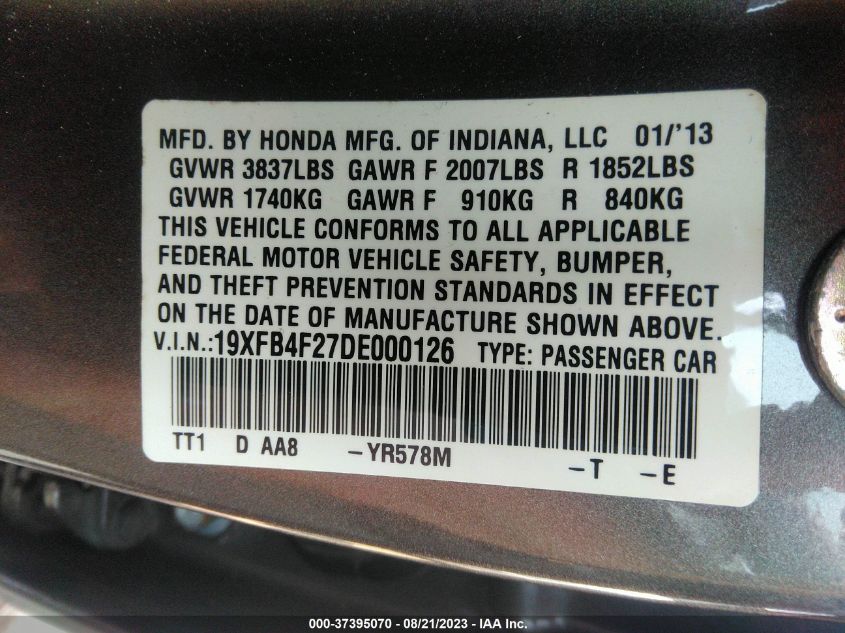 MFD. BY HONDA MFG. OF INDIANA, LLC 01/'13
GVWR 3837LBS GAWR F 2007LBS R 1852LBS
GVWR 1740KG GAWR F 910KG R 840KG
THIS VEHICLE CONFORMS TO ALL APPLICABLE
FEDERAL MOTOR VEHICLE SAFETY, BUMPER,
AND THEFT PREVENTION STANDARDS IN EFFECT
ON THE DATE OF MANUFACTURE SHOWN ABOVE.
V.I.N.:19XFB4F27DE000126 TYPE: PASSENGER CAR
TT1 D AA8 -YR578M -T -E
000-37395070 - 08/21/2023 - IAA Inc.